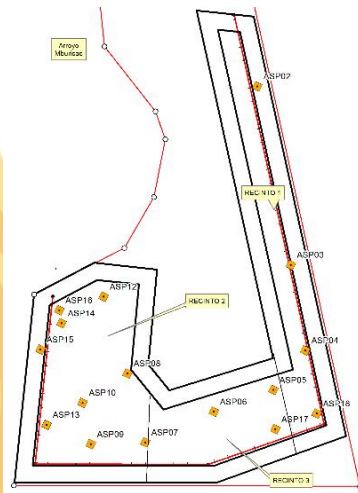 Arroyo
Mburicao
ASP02
RECINTO 1
ASP03
ASP12
RECINTO 2
ASP16
ASP14
ASP15
ASP04
ASP08
ASP05
ASP10
ASP06
ASP18
ASP13
ASP17
ASP09
ASP07
RECINTO 3